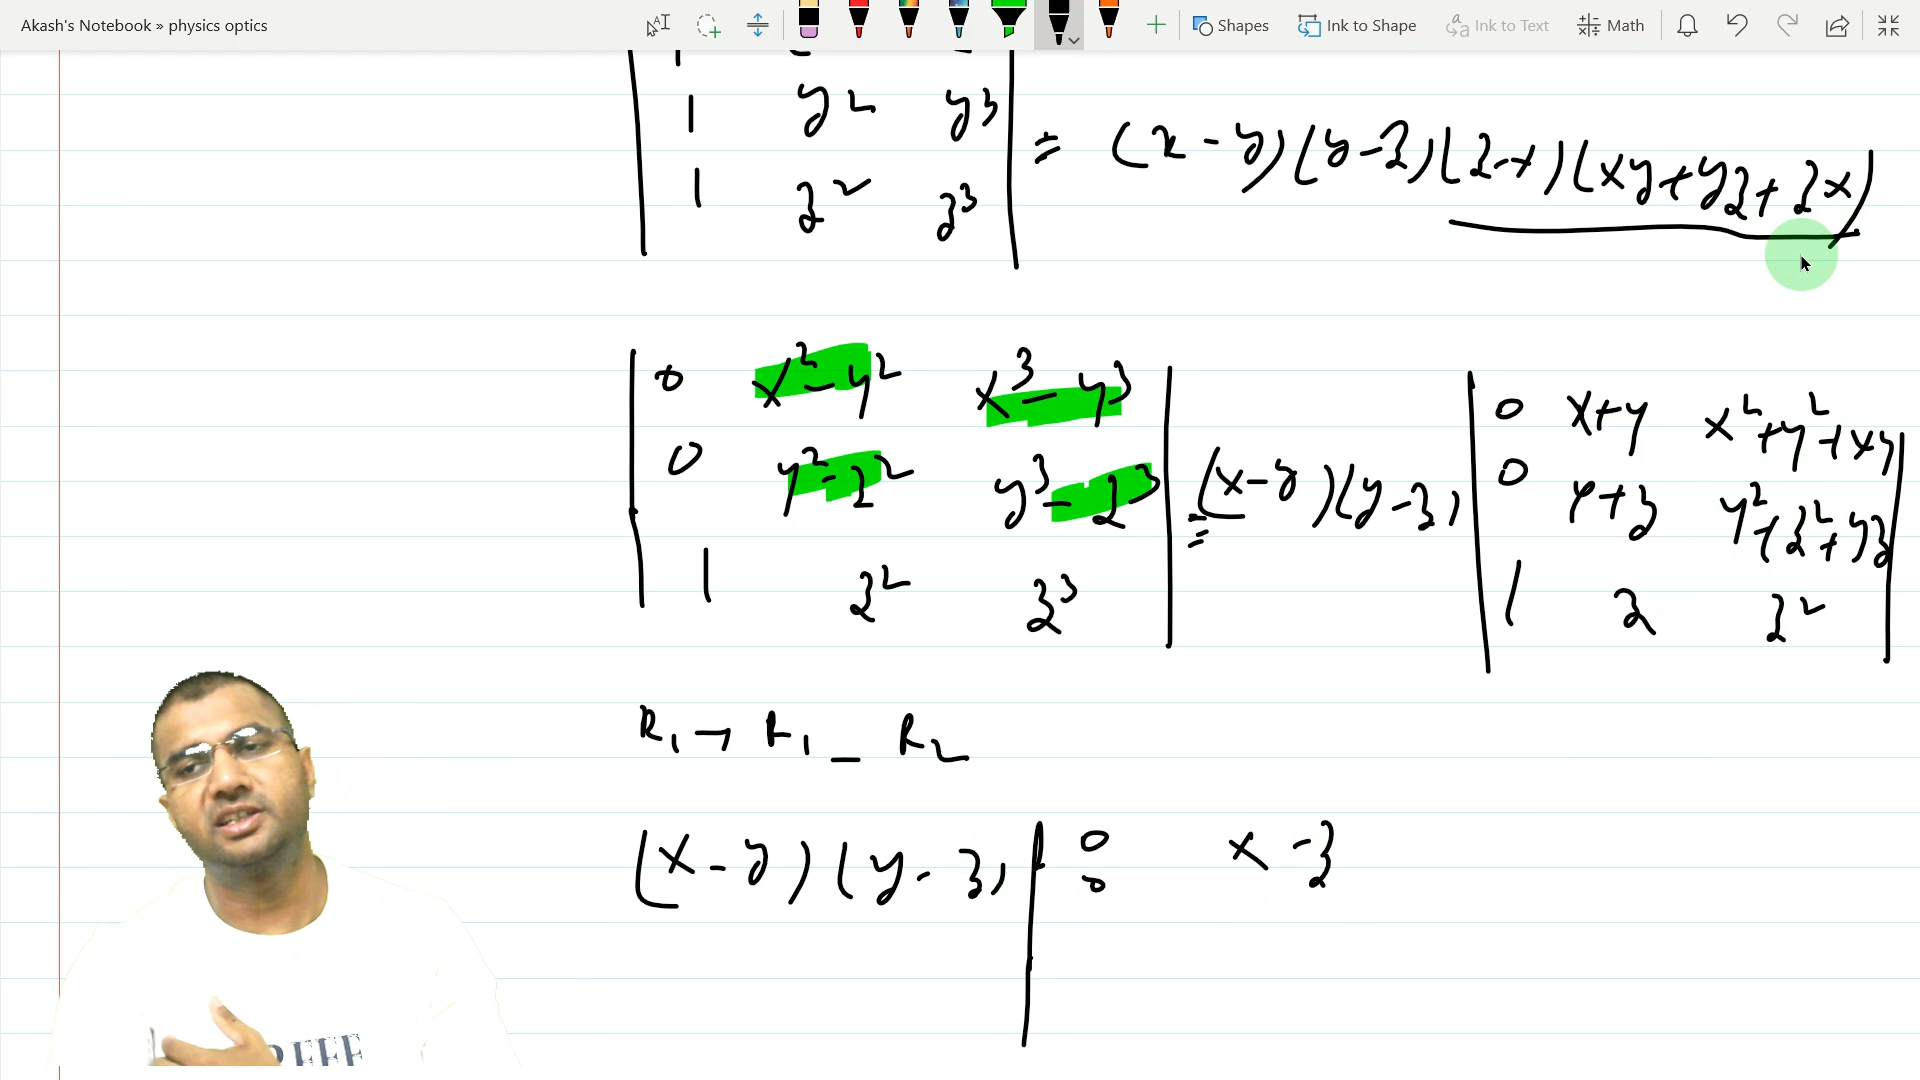 Akash's Notebook » physics optics
Shapes
Ink to Shape
Ink to Text
Math
1 y² y³
1 z² z³
= (x-y)(y-z)(z-x)(xy+yz+zx)
0 x²-y² x³-y³
0 y²-z² y³-z³
1 z² z³
= (x-y)(y-z)
0 x+y x²+y²+xy
0 y+z y²+z²+yz
1 z z²
R₁→R₁-R₂
(x-y)(y-z) | 0 x-z
0